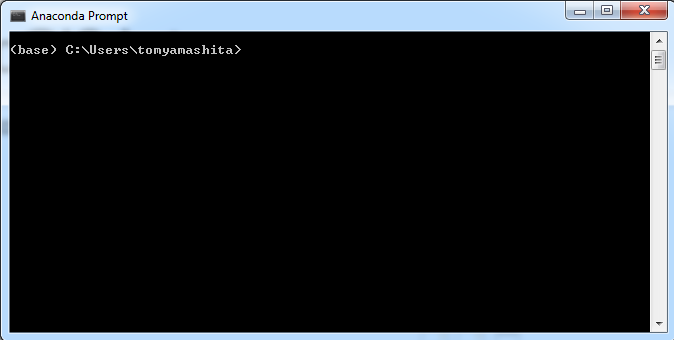 Anaconda Prompt
(base) C:\Users\tomyamashita>